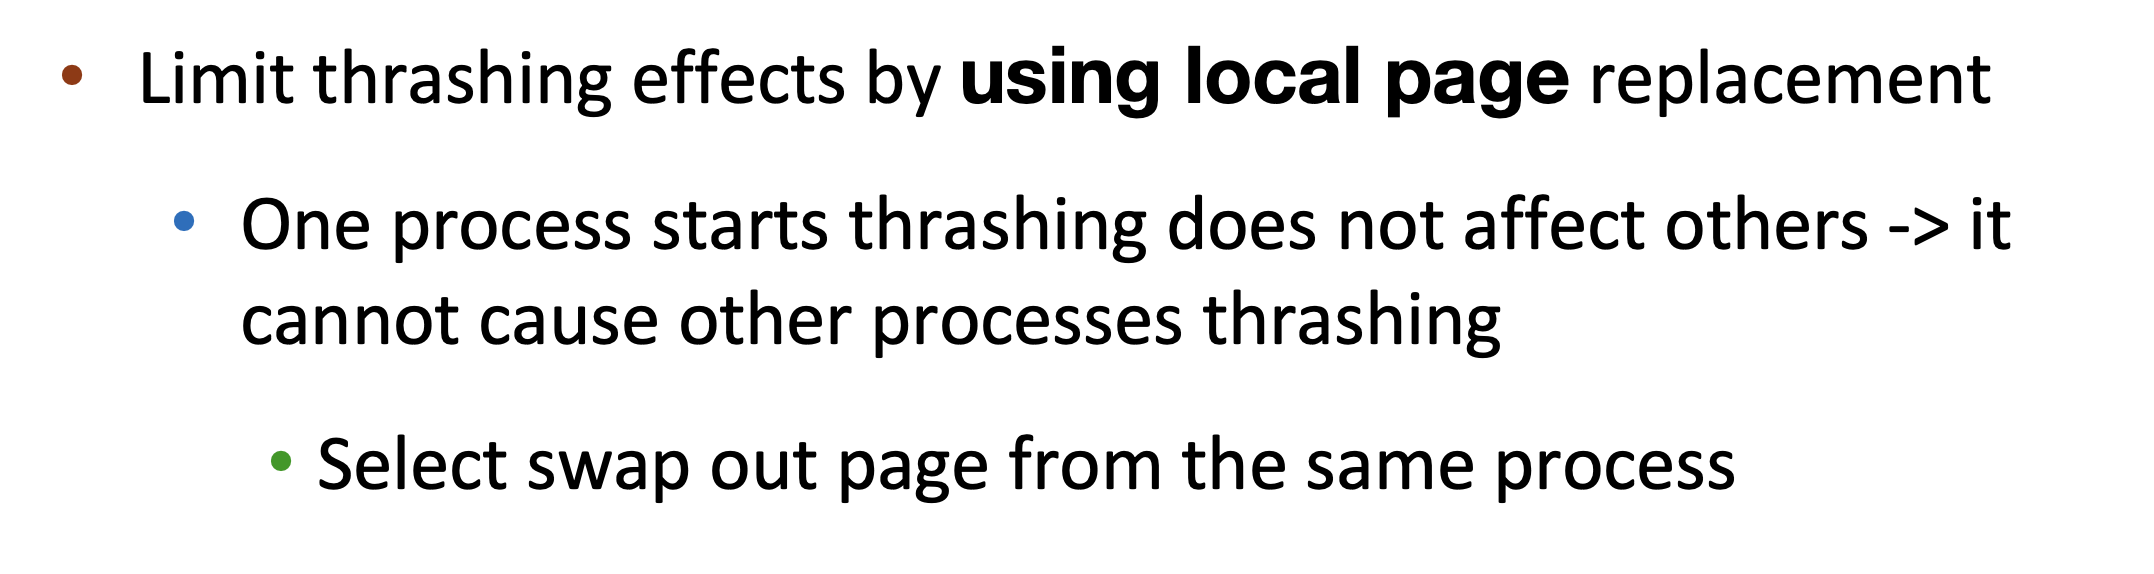 • Limit thrashing effects by using local page replacement
• One process starts thrashing does not affect others -> it
cannot cause other processes thrashing
• Select swap out page from the same process